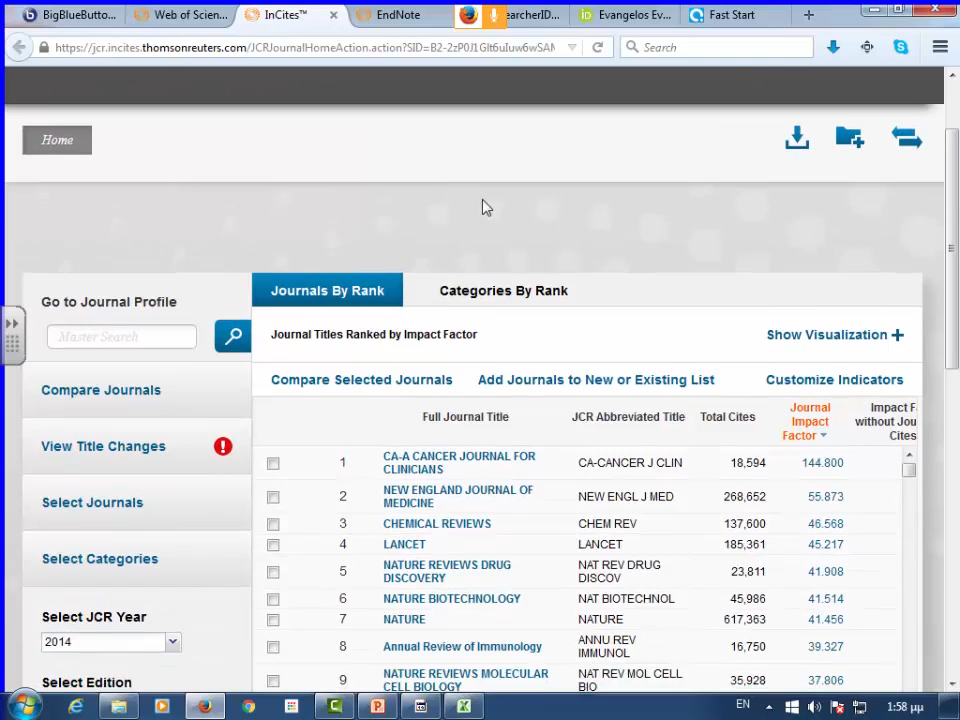 BigBlueButto...
Web of Scien...
InCites™
EndNote
earcherID...
Evangelos Ev...
Fast Start
https://jcr.incites.thomsonreuters.com/JCRJournalHomeAction.action?SID=B2-2zP0J1Glt6uIuw6wSAN
Search
Home
Go to Journal Profile
Master Search
Compare Journals
View Title Changes
Select Journals
Select Categories
Select JCR Year
2014
Select Edition
Journals By Rank
Categories By Rank
Journal Titles Ranked by Impact Factor
Show Visualization +
Compare Selected Journals
Add Journals to New or Existing List
Customize Indicators
Full Journal Title JCR Abbreviated Title Total Cites Journal Impact Factor Impact F without Jou Cites
1 CA-A CANCER JOURNAL FOR CLINICIANS CA-CANCER J CLIN 18,594 144.800
2 NEW ENGLAND JOURNAL OF MEDICINE NEW ENGL J MED 268,652 55.873
3 CHEMICAL REVIEWS CHEM REV 137,600 46.568
4 LANCET LANCET 185,361 45.217
5 NATURE REVIEWS DRUG DISCOVERY NAT REV DRUG DISCOV 23,811 41.908
6 NATURE BIOTECHNOLOGY NAT BIOTECHNOL 45,986 41.514
7 NATURE NATURE 617,363 41.456
8 Annual Review of Immunology ANNU REV IMMUNOL 16,750 39.327
9 NATURE REVIEWS MOLECULAR CELL BIOLOGY NAT REV MOL CELL BIO 35,928 37.806
EN
1:58 μμ